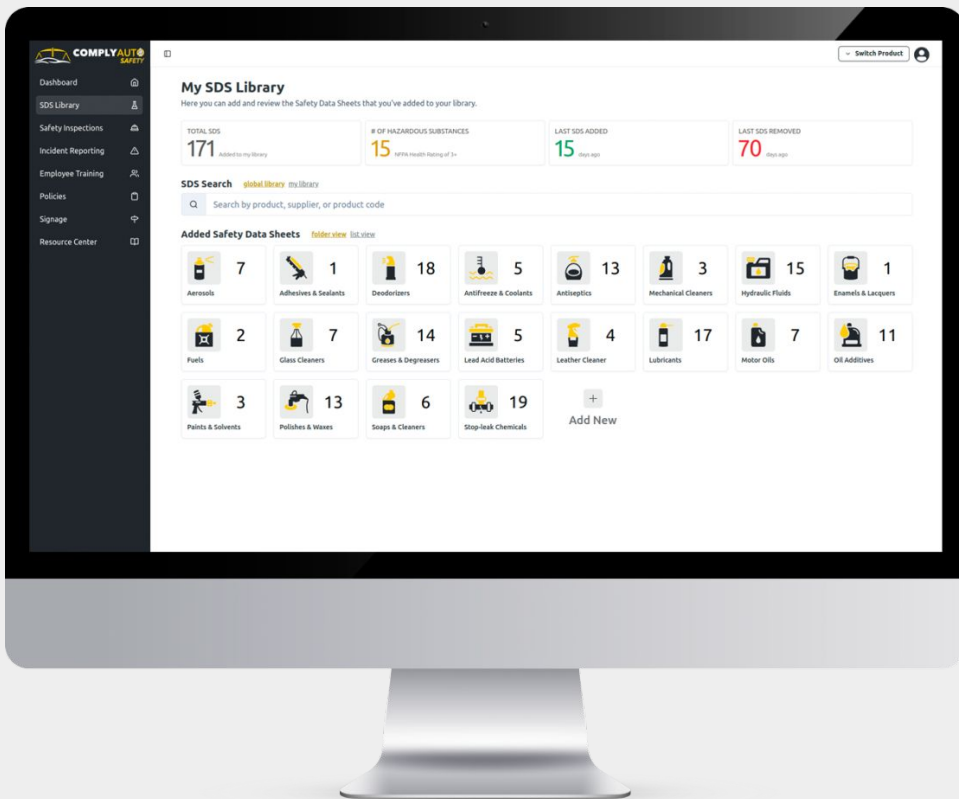 COMPLYAUTO
SAFETY
Switch Product
Dashboard
SDS Library
Safety Inspections
Incident Reporting
Employee Training
Policies
Signage
Resource Center
My SDS Library
Here you can add and review the Safety Data Sheets that you've added to your library.
TOTAL SDS
171 Added to my library
# OF HAZARDOUS SUBSTANCES
15 NFPA Health Rating of 3+
LAST SDS ADDED
15 days ago
LAST SDS REMOVED
70 days ago
SDS Search global library my library
Search by product, supplier, or product code
Added Safety Data Sheets folder view list view
7
Aerosols
1
Adhesives & Sealants
18
Deodorizers
5
Antifreeze & Coolants
13
Antiseptics
3
Mechanical Cleaners
15
Hydraulic Fluids
1
Enamels & Lacquers
2
Fuels
7
Glass Cleaners
14
Greases & Degreasers
5
Lead Acid Batteries
4
Leather Cleaner
17
Lubricants
7
Motor Oils
11
Oil Additives
3
Paints & Solvents
13
Polishes & Waxes
6
Soaps & Cleaners
19
Stop-leak Chemicals
+
Add New